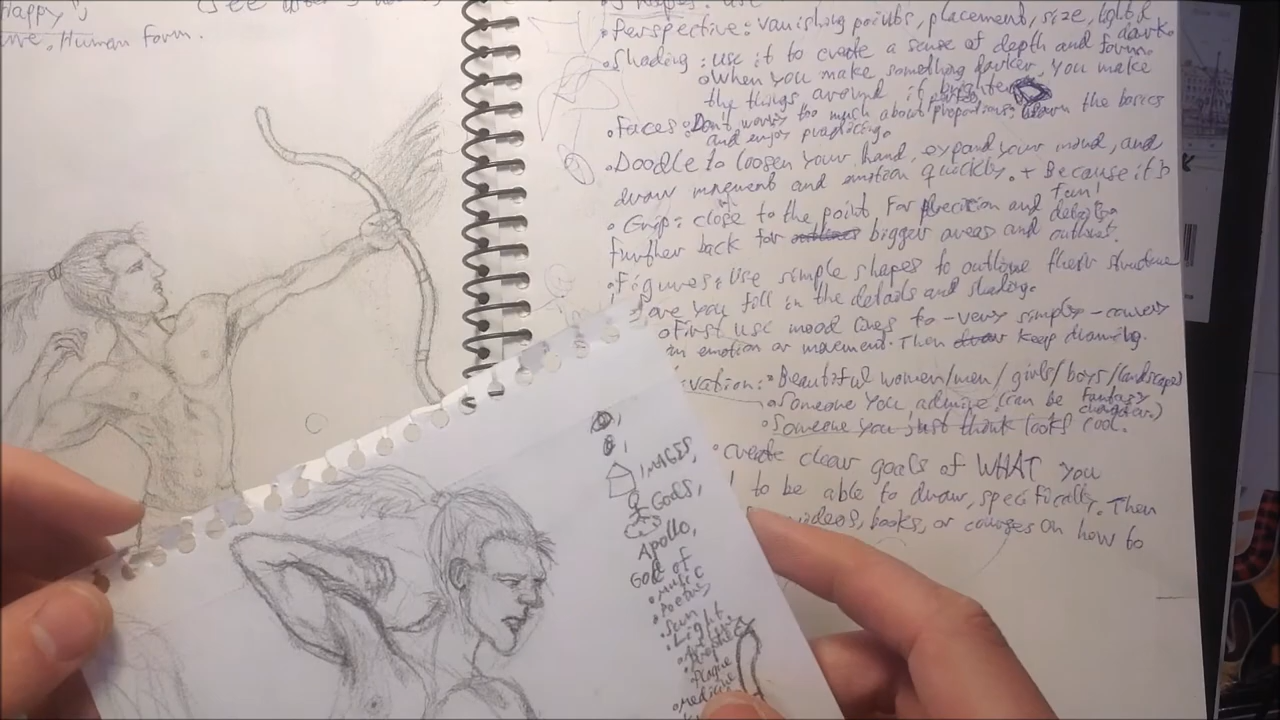 happy",
. Human form.
(see
• Perspective: vanishing points, placement, size, light & dark.
• Shading: use it to create a sense of depth and form.
• When you make something darker, you make
the things around it brighter
• Faces: Don't worry too much about proportions, learn the basics
and enjoy practicing.
• Doodle to loosen your hand, expand your mind, and
draw movement and emotion quickly. + Because it's
fun!
• Grip: close to the point for precision and details.
further back for bigger areas and outlines.
• Figures: Use simple shapes to outline their structure
you fill in the details and shading.
• First use mood lines to - very simply - convey
an emotion or movement. Then draw keep drawing.
vation: • Beautiful women/men/girls/boys/landscapes
• Someone you admire (can be fantasy character.)
• Someone you just think looks cool.
• create clear goals of WHAT you
to be able to draw, specifically. Then
videos, books, or courses on how to
IMAGES,
GODS,
Apollo,
God of
• Music
• Poetry
• Sun
• Light
• Plague
• Medicine